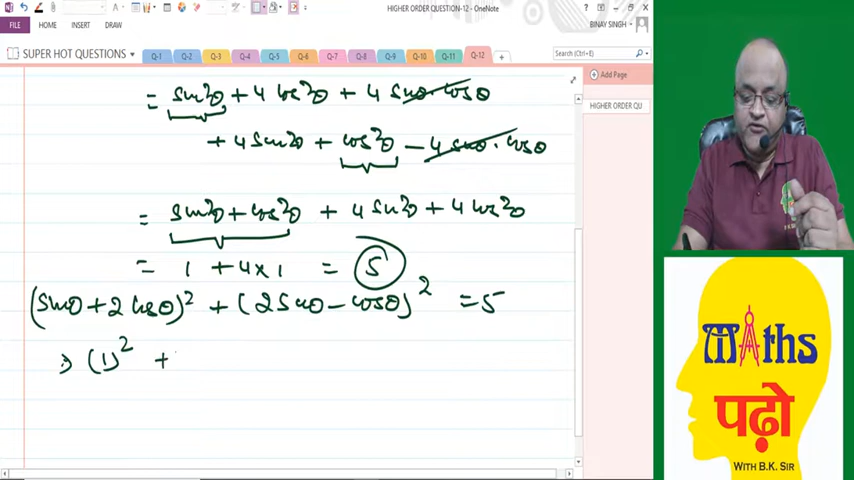 HIGHER ORDER QUESTION-12 - OneNote
FILE HOME INSERT DRAW BINAY SINGH
SUPER HOT QUESTIONS Q-1 Q-2 Q-3 Q-4 Q-5 Q-6 Q-7 Q-8 Q-9 Q-10 Q-11 Q-12 + Search (Ctrl+E)
Add Page
HIGHER ORDER QU
= sin²θ + 4 cos²θ + 4 sinθ·cosθ
+ 4 sin²θ + cos²θ - 4 sinθ·cosθ
= sin²θ + cos²θ + 4 sin²θ + 4 cos²θ
= 1 + 4×1 = 5
(sinθ + 2 cosθ)² + (2 sinθ - cosθ)² = 5
⇒ (1)² +
Maths
पढ़ो
WITH B.K. SIR